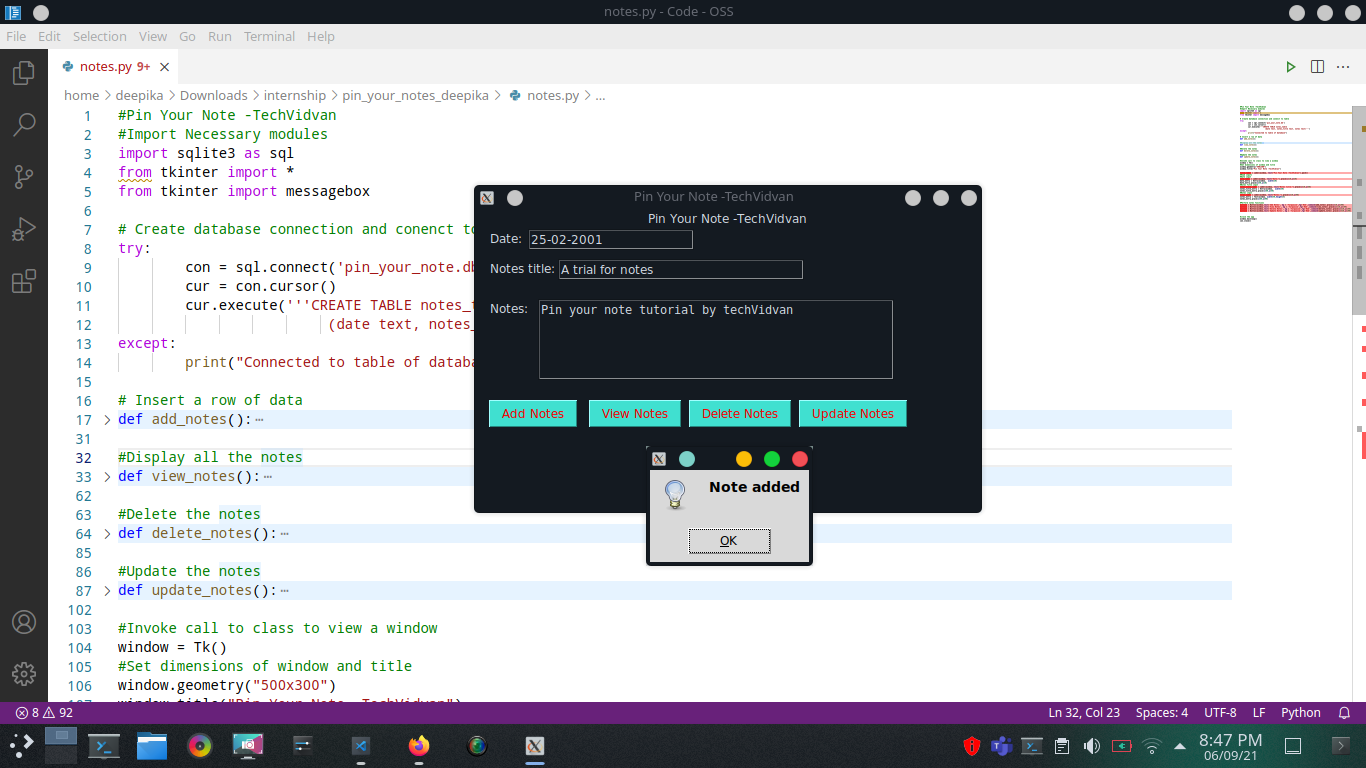 notes.py - Code - OSS
File Edit Selection View Go Run Terminal Help
notes.py 9+
home > deepika > Downloads > internship > pin_your_notes_deepika > notes.py > ...
1 #Pin Your Note -TechVidvan
2 #Import Necessary modules
3 import sqlite3 as sql
4 from tkinter import *
5 from tkinter import messagebox
6
7 # Create database connection and conenct to
8 try:
9 con = sql.connect('pin_your_note.db
10 cur = con.cursor()
11 cur.execute('''CREATE TABLE notes_
12 (date text, notes_
13 except:
14 print("Connected to table of databa
15
16 # Insert a row of data
17 def add_notes():
31
32 #Display all the notes
33 def view_notes():
62
63 #Delete the notes
64 def delete_notes():
85
86 #Update the notes
87 def update_notes():
102
103 #Invoke call to class to view a window
104 window = Tk()
105 #Set dimensions of window and title
106 window.geometry("500x300")
107 window.title("Pin Your Note -TechVidvan")
Pin Your Note -TechVidvan
Pin Your Note -TechVidvan
Date: 25-02-2001
Notes title: A trial for notes
Notes: Pin your note tutorial by techVidvan
Add Notes View Notes Delete Notes Update Notes
Note added
OK
8 92 Ln 32, Col 23 Spaces: 4 UTF-8 LF Python
8:47 PM
06/09/21